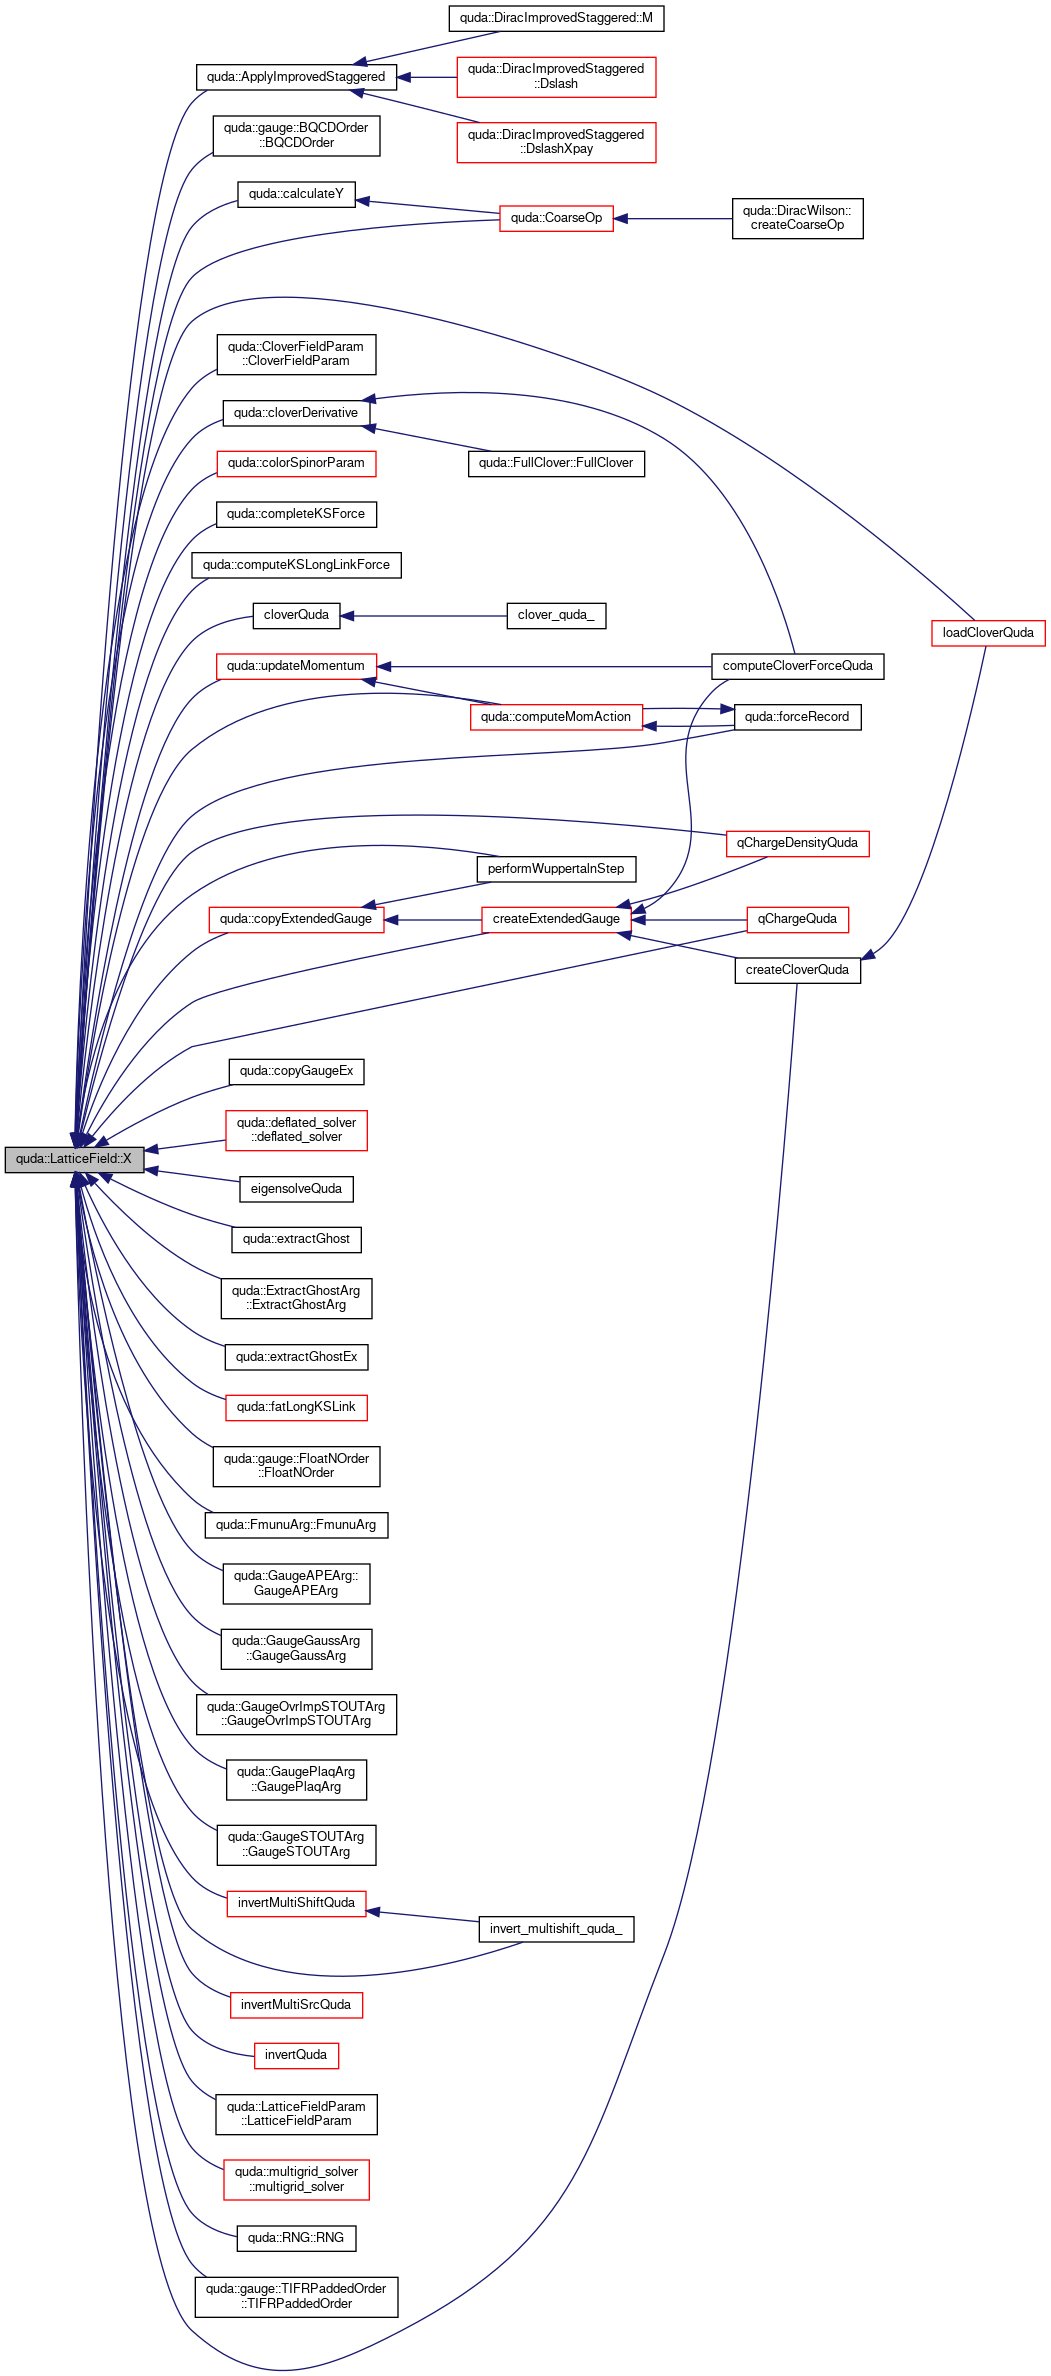 quda::DiracImprovedStaggered::M
quda::ApplyImprovedStaggered
quda::DiracImprovedStaggered
::Dslash
quda::DiracImprovedStaggered
::DslashXpay
quda::gauge::BQCDOrder
::BQCDOrder
quda::calculateY
quda::CoarseOp
quda::DiracWilson::
createCoarseOp
quda::CloverFieldParam
::CloverFieldParam
quda::cloverDerivative
quda::FullClover::FullClover
quda::colorSpinorParam
quda::completeKSForce
quda::computeKSLongLinkForce
cloverQuda
clover_quda_
loadCloverQuda
quda::updateMomentum
computeCloverForceQuda
quda::computeMomAction
quda::forceRecord
qChargeDensityQuda
performWuppertalnStep
quda::copyExtendedGauge
createExtendedGauge
qChargeQuda
createCloverQuda
quda::copyGaugeEx
quda::deflated_solver
::deflated_solver
quda::LatticeField::X
eigensolveQuda
quda::extractGhost
quda::ExtractGhostArg
::ExtractGhostArg
quda::extractGhostEx
quda::fatLongKSLink
quda::gauge::FloatNOrder
::FloatNOrder
quda::FmunuArg::FmunuArg
quda::GaugeAPEArg::
GaugeAPEArg
quda::GaugeGaussArg
::GaugeGaussArg
quda::GaugeOvrImpSTOUTArg
::GaugeOvrImpSTOUTArg
quda::GaugePlaqArg
::GaugePlaqArg
quda::GaugeSTOUTArg
::GaugeSTOUTArg
invertMultiShiftQuda
invert_multishift_quda_
invertMultiSrcQuda
invertQuda
quda::LatticeFieldParam
::LatticeFieldParam
quda::multigrid_solver
::multigrid_solver
quda::RNG::RNG
quda::gauge::TIFRPaddedOrder
::TIFRPaddedOrder